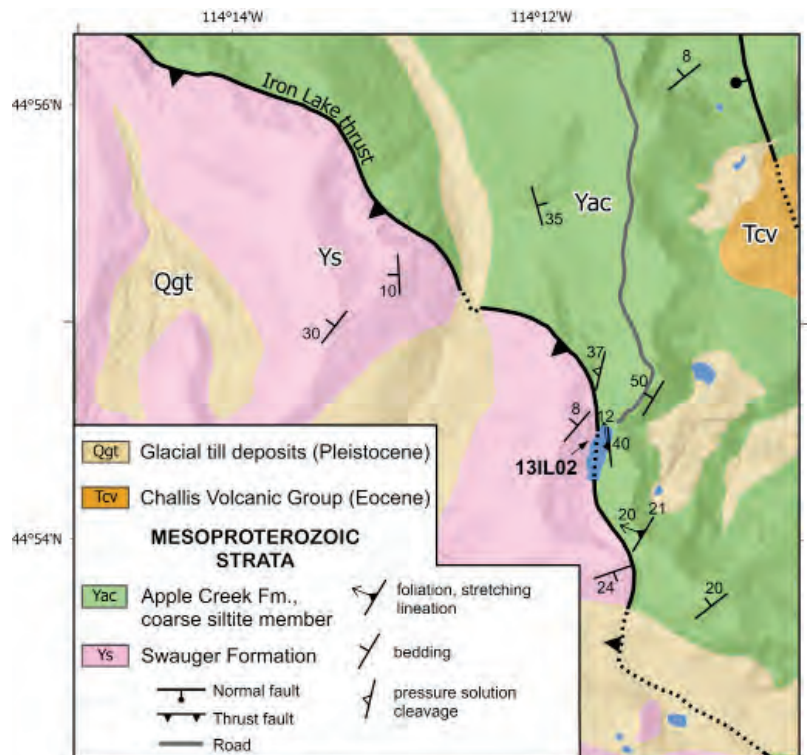 114°14'W
114°12'W
44°56'N
Iron Lake thrust
8
35
Yac
Tcv
Ys
Qgt
10
30
37
50
8
12
40
13IL02
20
21
44°54'N
24
20
Qgt Glacial till deposits (Pleistocene)
Tcv Challis Volcanic Group (Eocene)
MESOPROTEROZOIC
STRATA
Yac Apple Creek Fm.,
coarse siltite member
Ys Swauger Formation
foliation, stretching
lineation
bedding
pressure solution
cleavage
Normal fault
Thrust fault
Road